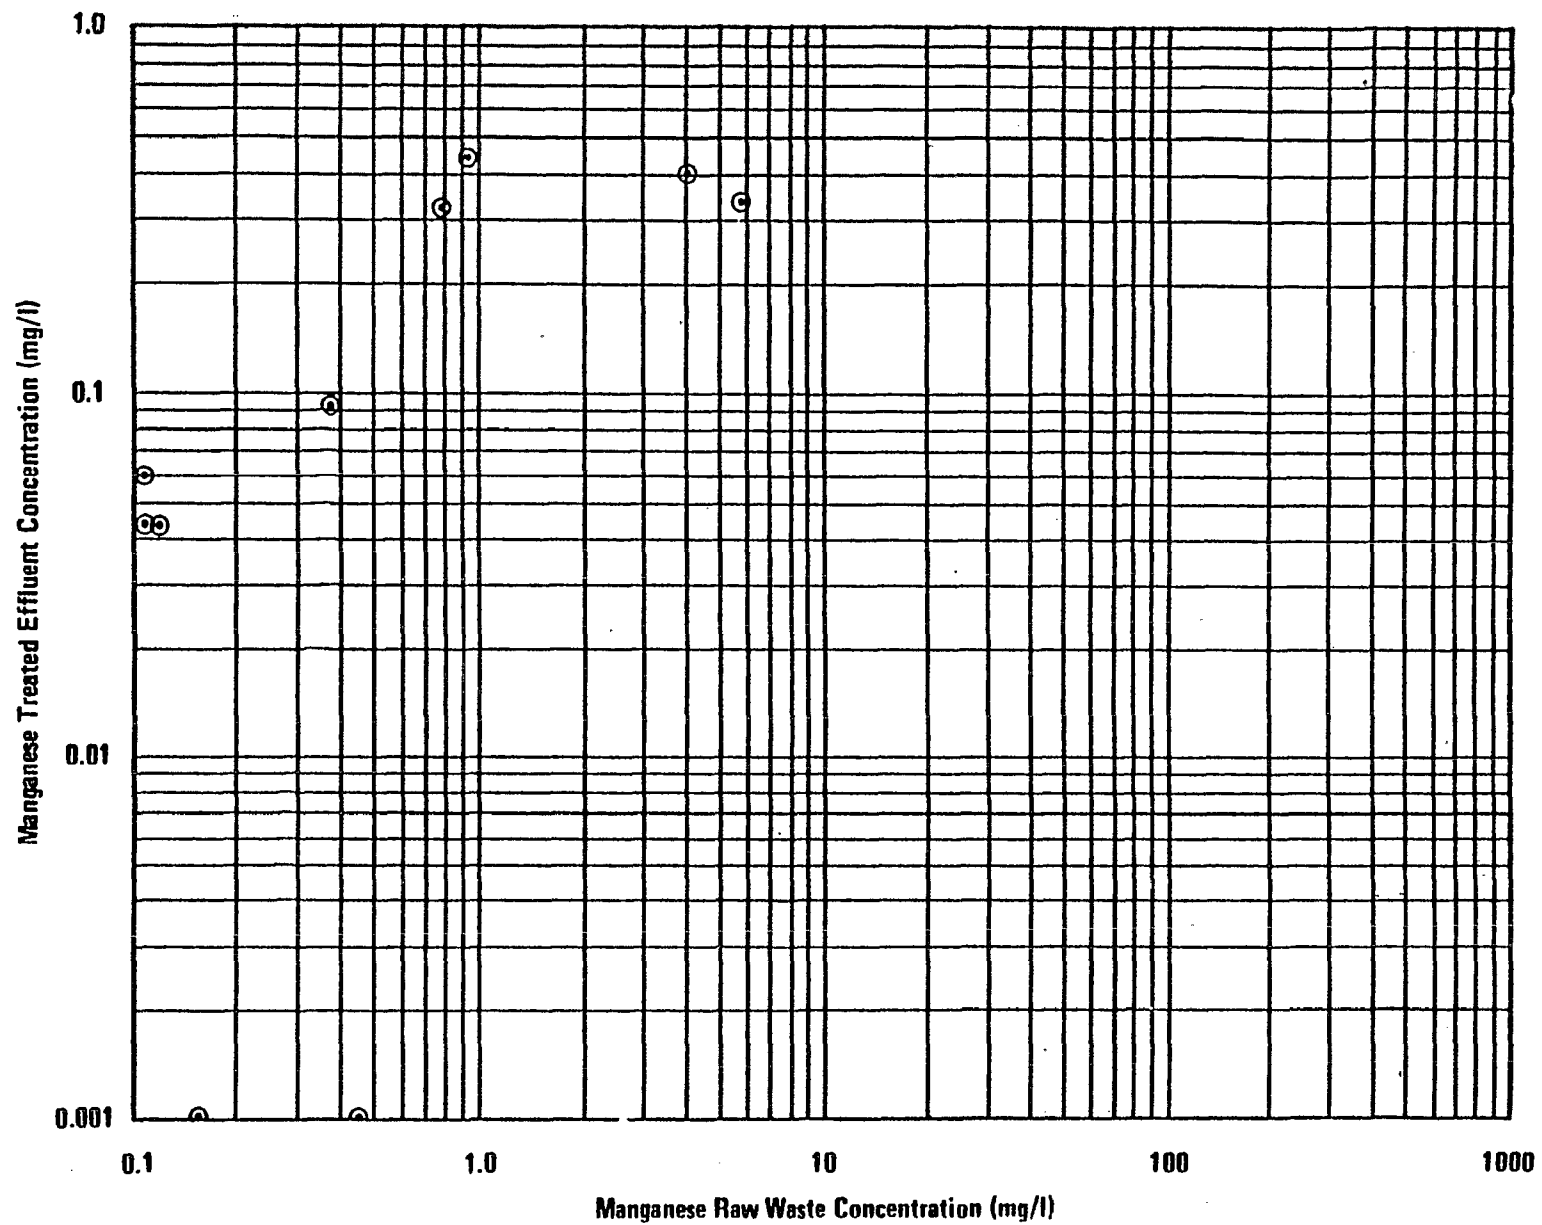 1.0
0.1
0.01
0.001
Manganese Treated Effluent Concentration (mg/l)
0.1 1.0 10 100 1000
Manganese Raw Waste Concentration (mg/l)